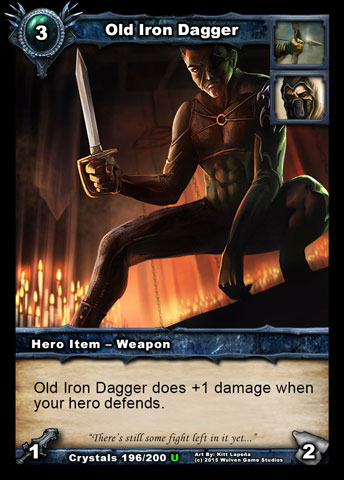 3
Old Iron Dagger
Hero Item – Weapon
Old Iron Dagger does +1 damage when
your hero defends.
"There's still some fight left in it yet..."
1
Crystals 196/200 U
Art By: Kitt Lapeña
(c) 2015 Wulven Game Studios
2